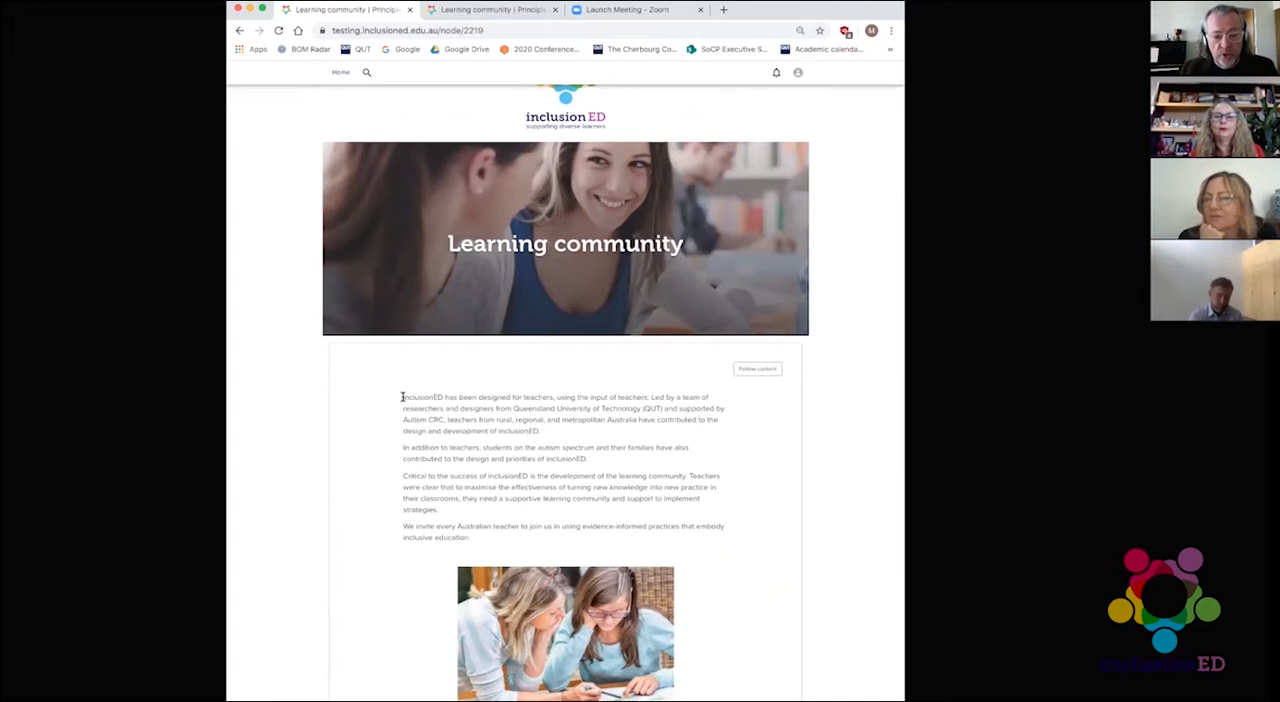 Learning community | Principle
Learning community | Principle
Launch Meeting - Zoom
testing.inclusioned.edu.au/node/2219
Apps
BOM Radar
QUT
Google
Google Drive
2020 Conference...
The Cherbourg Co...
SoCP Executive S...
Academic calenda...
Home
inclusionED
supporting diverse learners
Learning community
Follow content
inclusionED has been designed for teachers, using the input of teachers. Led by a team of
researchers and designers from Queensland University of Technology (QUT) and supported by
Autism CRC, teachers from rural, regional, and metropolitan Australia have contributed to the
design and development of inclusionED.
In addition to teachers, students on the autism spectrum and their families have also
contributed to the design and priorities of inclusionED.
Critical to the success of inclusionED is the development of the learning community. Teachers
were clear that to maximise the effectiveness of turning new knowledge into new practice in
their classrooms, they need a supportive learning community and support to implement
strategies.
We invite every Australian teacher to join us in using evidence-informed practices that embody
inclusive education.
inclusionED